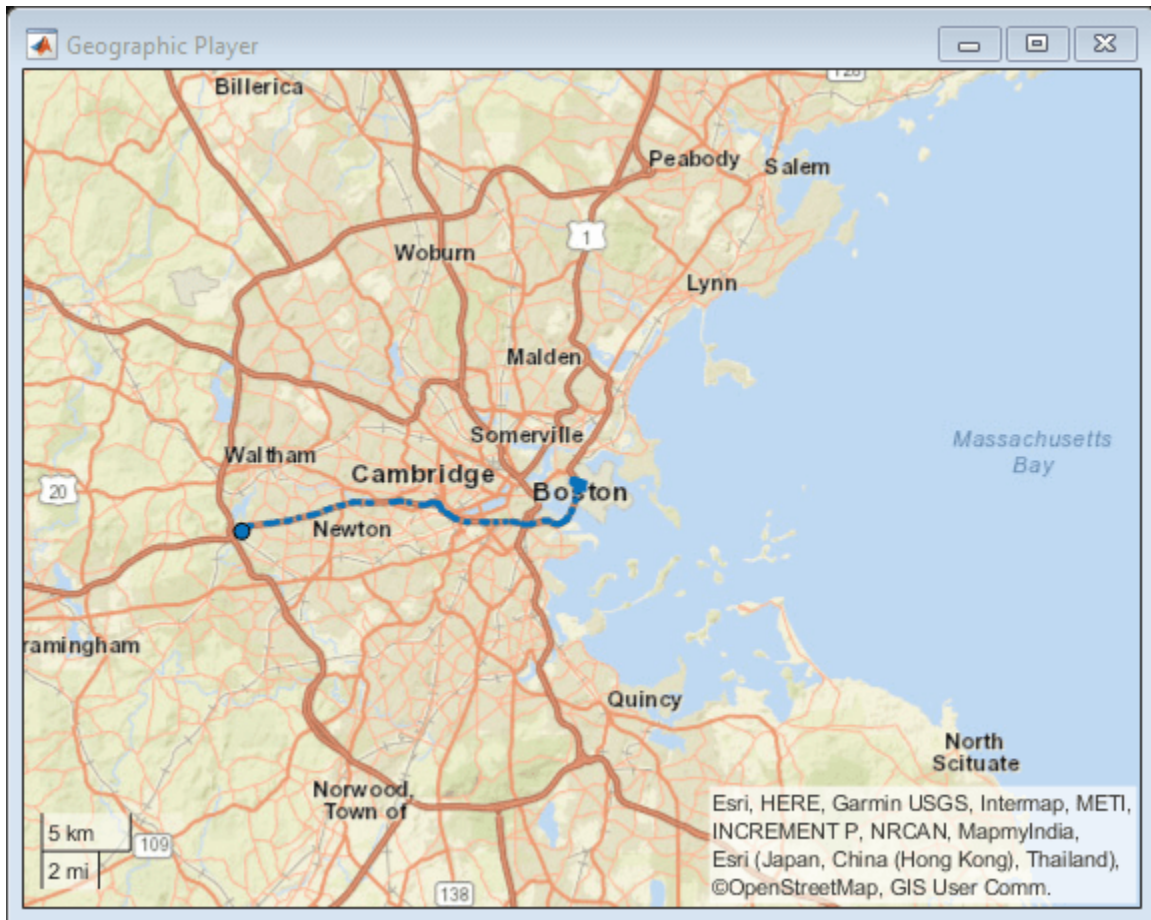 Geographic Player
Billerica
128
Peabody
Salem
1
Woburn
Lynn
Malden
Somerville
Massachusetts
Bay
Waltham
Cambridge
20
Boston
Newton
ramingham
Quincy
North
Scituate
Norwood,
Town of
Esri, HERE, Garmin USGS, Intermap, METI,
INCREMENT P, NRCAN, MapmyIndia,
Esri (Japan, China (Hong Kong), Thailand),
©OpenStreetMap, GIS User Comm.
5 km
2 mi
109
138